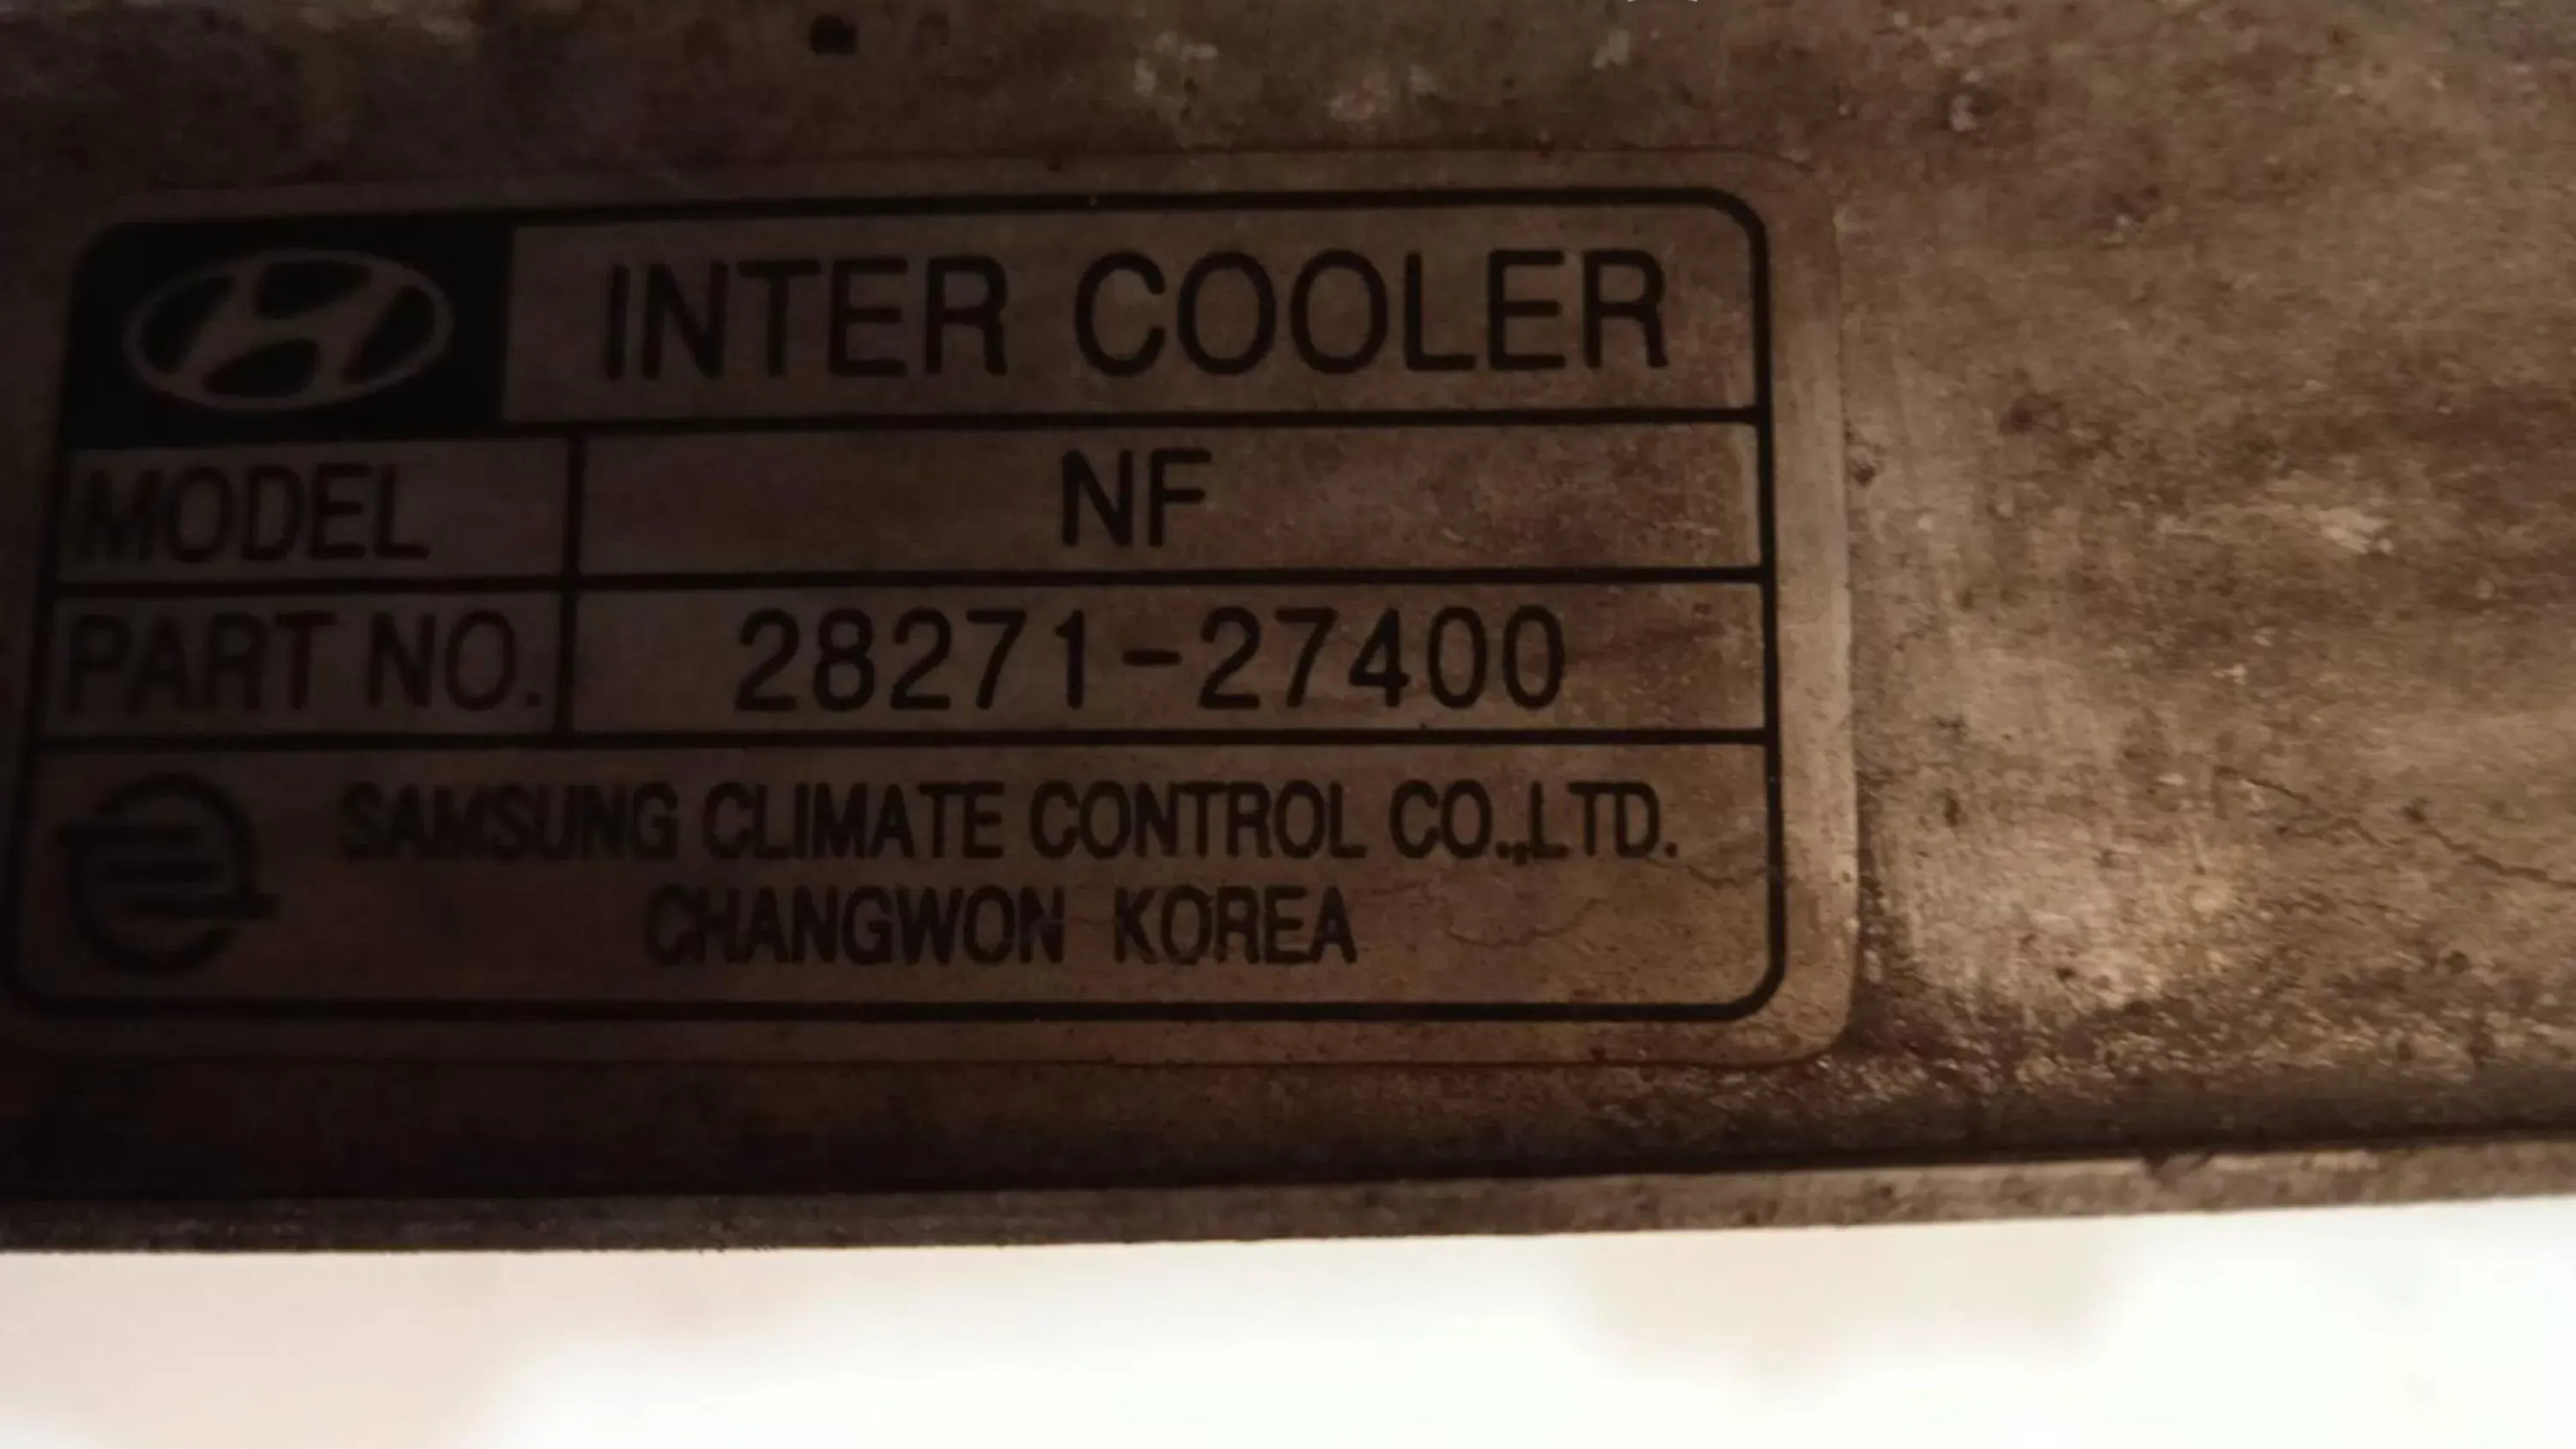 INTER COOLER
MODEL NF
PART NO. 28271-27400
SAMSUNG CLIMATE CONTROL CO.,LTD.
CHANGWON KOREA